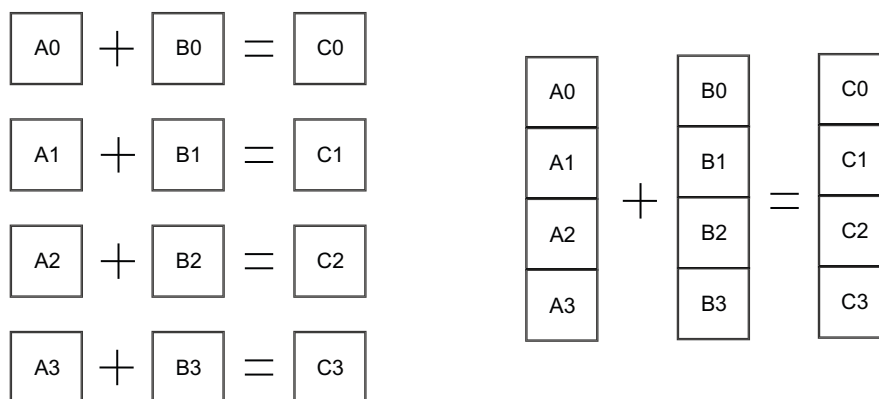 A0 + B0 = C0
A1 + B1 = C1
A2 + B2 = C2
A3 + B3 = C3
A0 B0 C0
A1 B1 C1
+ =
A2 B2 C2
A3 B3 C3